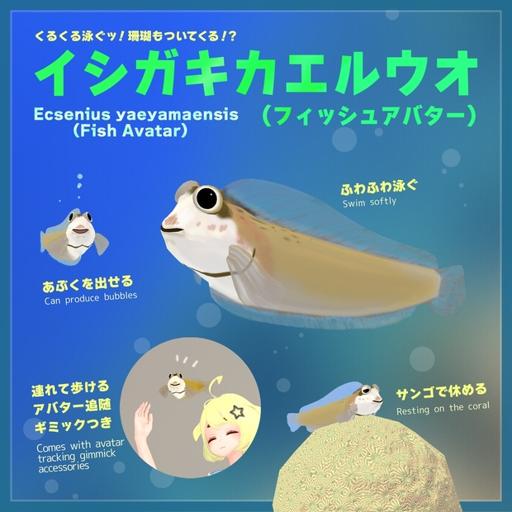 くるくる泳ぐッ！珊瑚もついてくる！？
イシガキカエルウオ
Ecsenius yaeyamaensis
(Fish Avatar)
（フィッシュアバター）
ふわふわ泳ぐ
Swim softly
あぶくを出せる
Can produce bubbles
連れて歩ける
アバター追随
ギミックつき
Comes with avatar
tracking gimmick
accessories
サンゴで休める
Resting on the coral